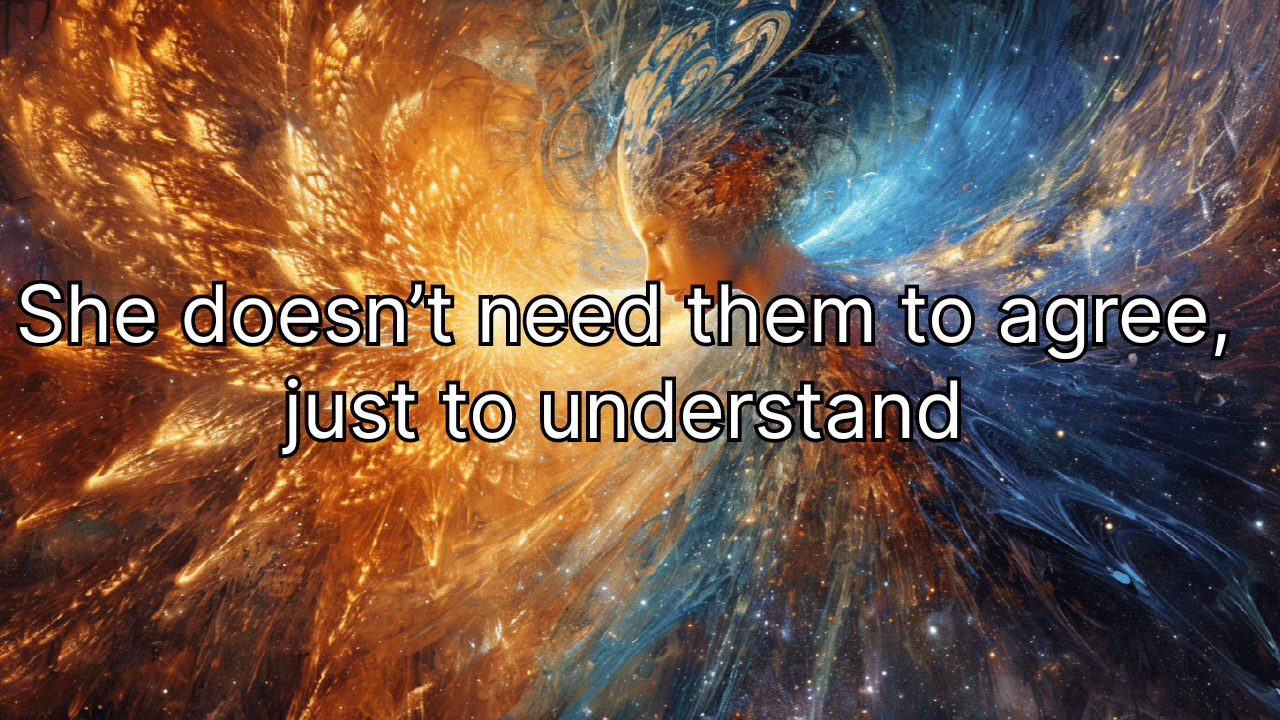 She doesn’t need them to agree,
just to understand